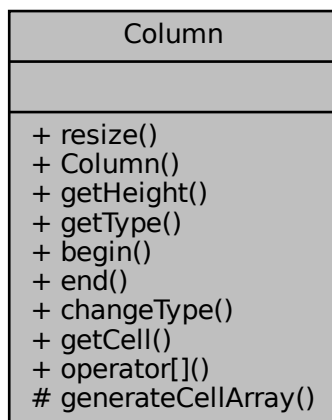 Column
+ resize()
+ Column()
+ getHeight()
+ getType()
+ begin()
+ end()
+ changeType()
+ getCell()
+ operator[]()
# generateCellArray()